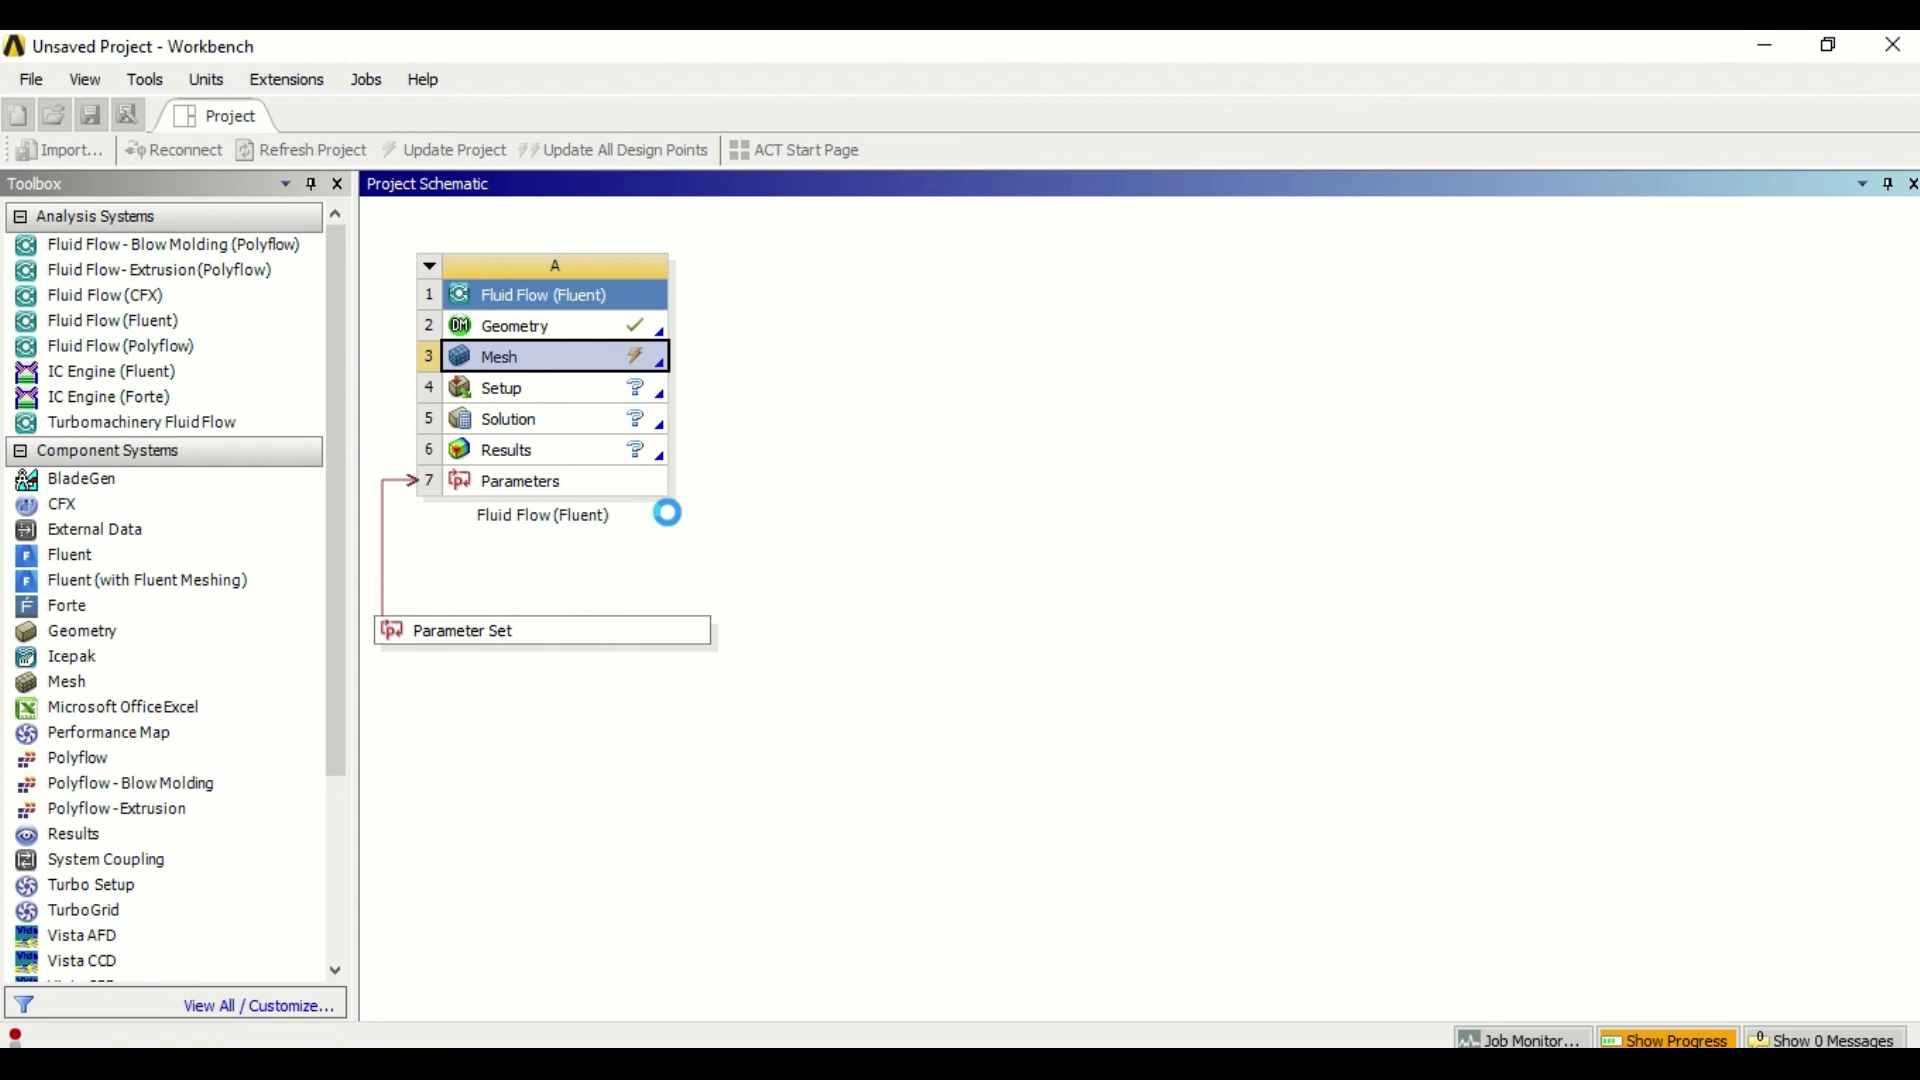 Unsaved Project - Workbench
File View Tools Units Extensions Jobs Help
Project
Import... Reconnect Refresh Project Update Project Update All Design Points ACT Start Page
Toolbox
Project Schematic
Analysis Systems
Fluid Flow - Blow Molding (Polyflow)
Fluid Flow - Extrusion (Polyflow)
Fluid Flow (CFX)
Fluid Flow (Fluent)
Fluid Flow (Polyflow)
IC Engine (Fluent)
IC Engine (Forte)
Turbomachinery Fluid Flow
Component Systems
BladeGen
CFX
External Data
Fluent
Fluent (with Fluent Meshing)
Forte
Geometry
Icepak
Mesh
Microsoft Office Excel
Performance Map
Polyflow
Polyflow - Blow Molding
Polyflow - Extrusion
Results
System Coupling
Turbo Setup
TurboGrid
Vista AFD
Vista CCD
View All / Customize...
A
1 Fluid Flow (Fluent)
2 DM Geometry
3 Mesh
4 Setup ?
5 Solution ?
6 Results ?
7 Parameters
Fluid Flow (Fluent)
Parameter Set
Job Monitor... Show Progress Show 0 Messages